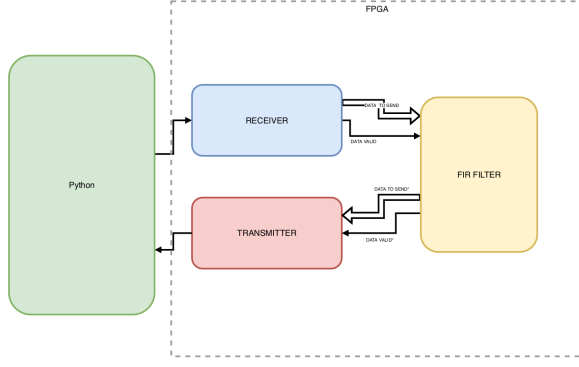 FPGA
RECEIVER
DATA TO SEND
DATA VALID
Python
FIR FILTER
DATA TO SEND*
TRANSMITTER
DATA VALID*